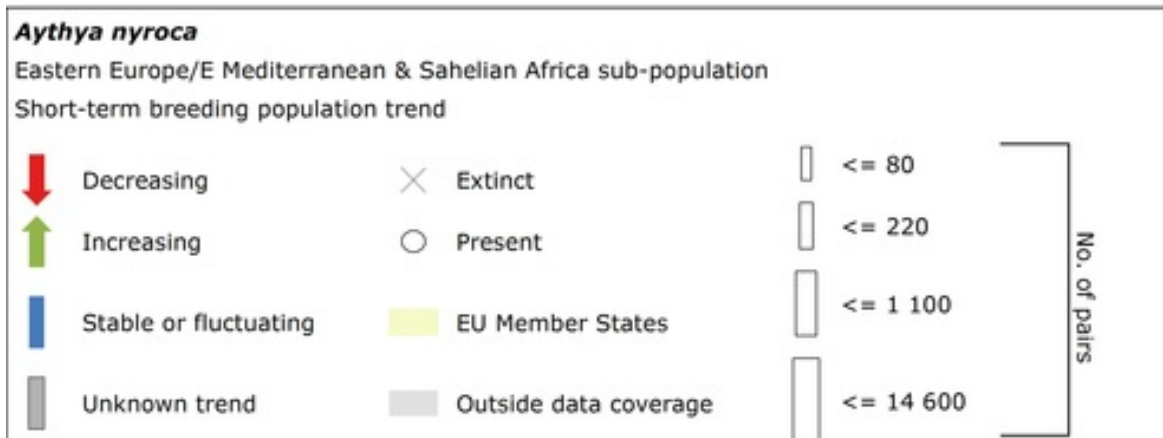 Aythya nyroca
Eastern Europe/E Mediterranean & Sahelian Africa sub-population
Short-term breeding population trend
Decreasing
Extinct
<= 80
Increasing
Present
<= 220
Stable or fluctuating
EU Member States
<= 1 100
Unknown trend
Outside data coverage
<= 14 600
No. of pairs